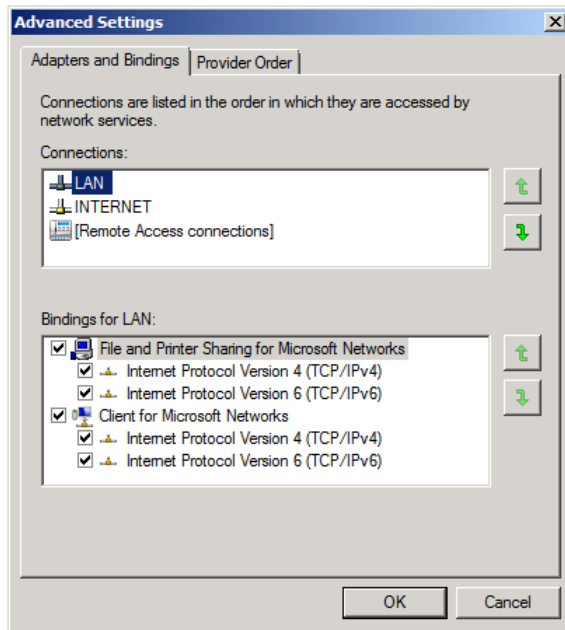 Advanced Settings
Adapters and Bindings
Provider Order
Connections are listed in the order in which they are accessed by
network services.
Connections:
LAN
INTERNET
[Remote Access connections]
Bindings for LAN:
File and Printer Sharing for Microsoft Networks
Internet Protocol Version 4 (TCP/IPv4)
Internet Protocol Version 6 (TCP/IPv6)
Client for Microsoft Networks
Internet Protocol Version 4 (TCP/IPv4)
Internet Protocol Version 6 (TCP/IPv6)
OK
Cancel